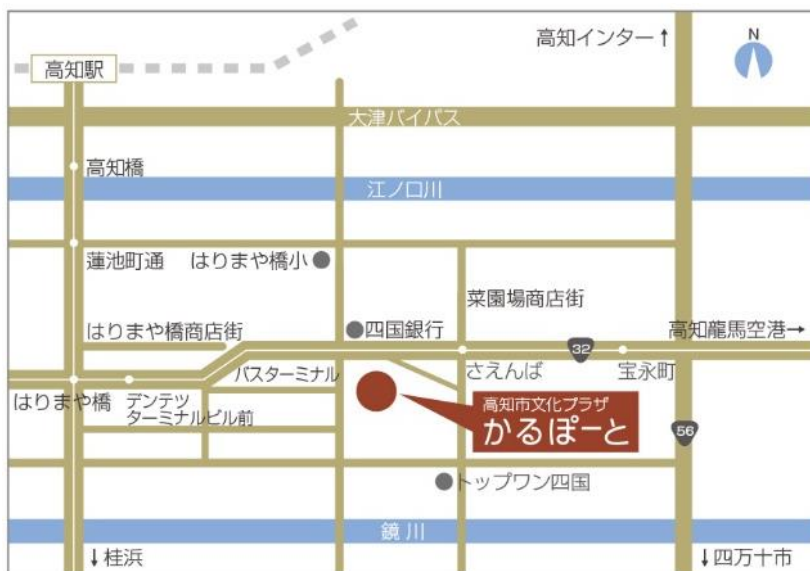 高知インター↑
N
高知駅
大津バイパス
高知橋
江ノ口川
蓮池町通
はりまや橋小
菜園場商店街
はりまや橋商店街
四国銀行
32
高知龍馬空港→
バスターミナル
さえんば
宝永町
はりまや橋
デンテツ
ターミナルビル前
高知市文化プラザ
かるぽーと
56
トップワン四国
鏡川
↓桂浜
↓四万十市